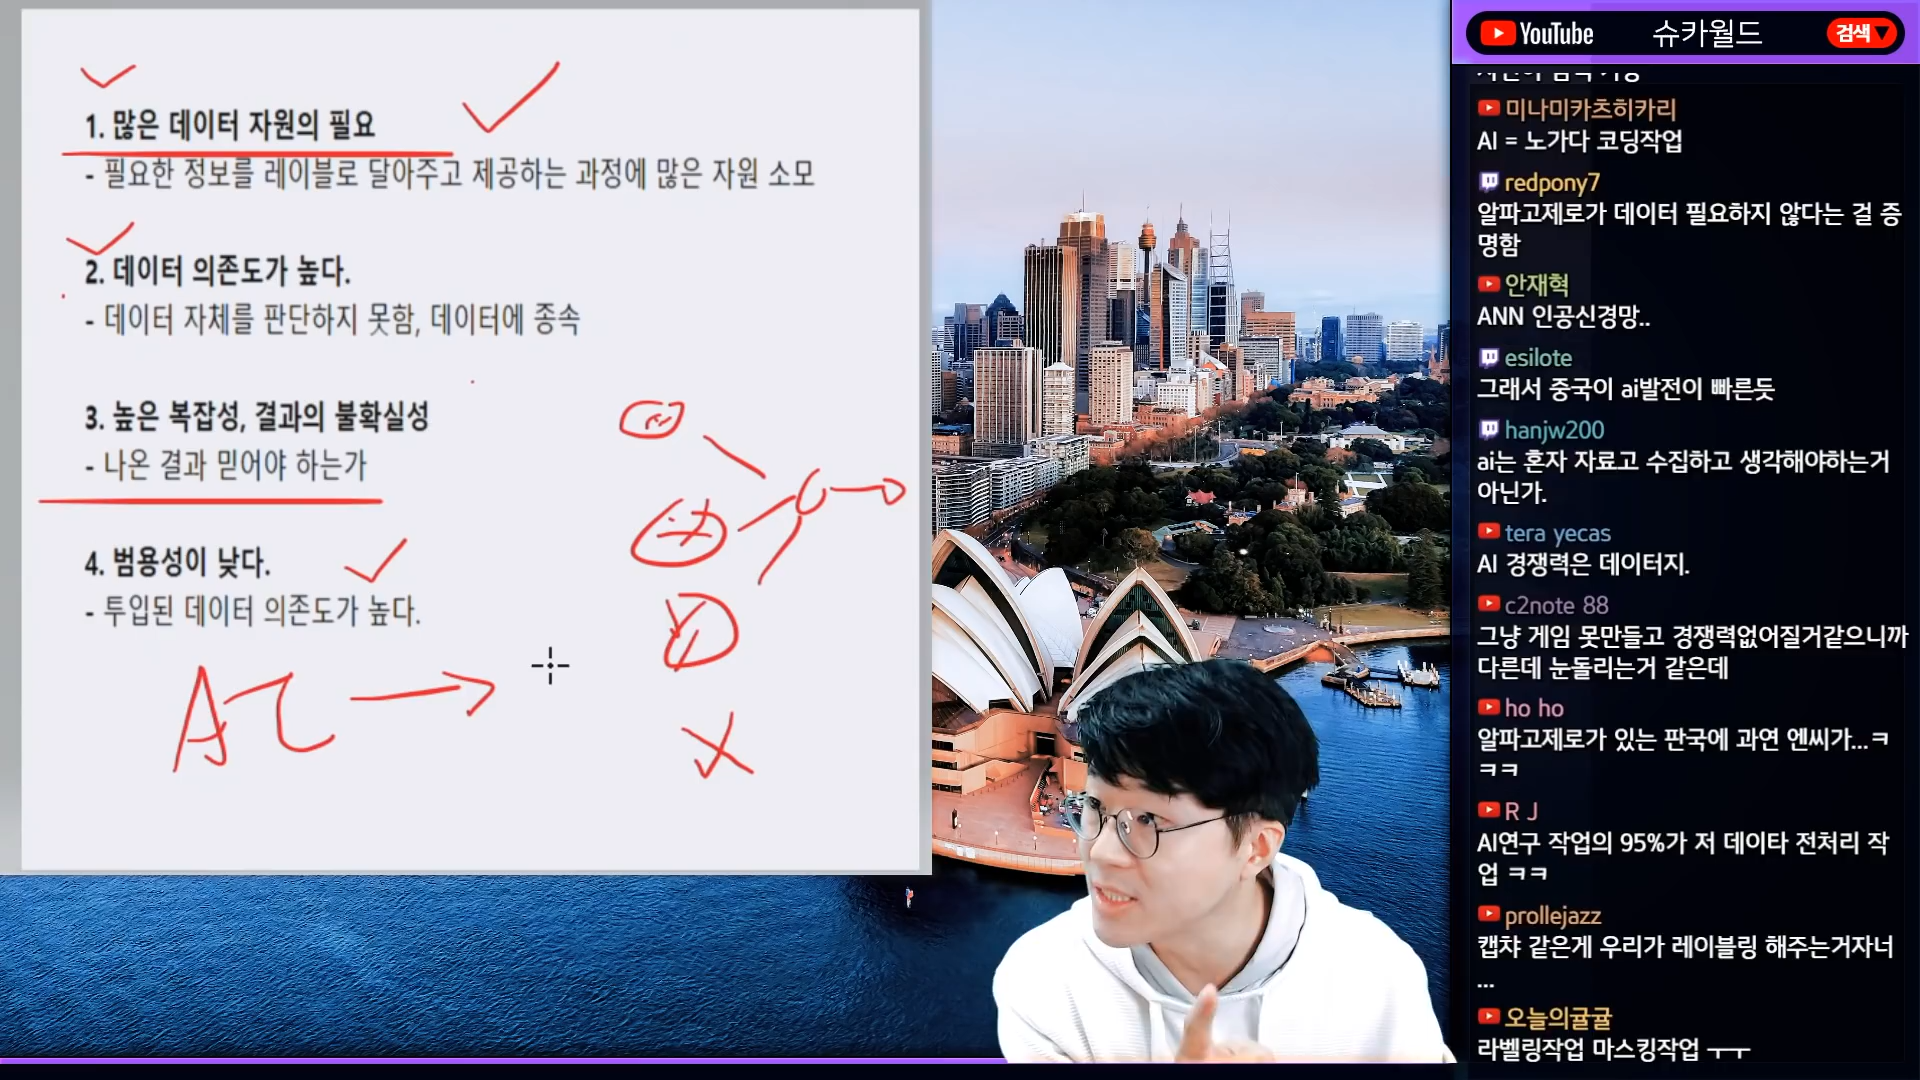 1. 많은 데이터 자원의 필요
- 필요한 정보를 레이블로 달아주고 제공하는 과정에 많은 자원 소모
2. 데이터 의존도가 높다.
- 데이터 자체를 판단하지 못함, 데이터에 종속
3. 높은 복잡성, 결과의 불확실성
- 나온 결과 믿어야 하는가
4. 범용성이 낮다.
- 투입된 데이터 의존도가 높다.
YouTube 슈카월드 검색▼
미나미카츠히카리
AI = 노가다 코딩작업
redpony7
알파고제로가 데이터 필요하지 않다는 걸 증
명함
안재혁
ANN 인공신경망..
esilote
그래서 중국이 ai발전이 빠른듯
hanjw200
ai는 혼자 자료고 수집하고 생각해야하는거
아닌가.
tera yecas
AI 경쟁력은 데이터지.
c2note 88
그냥 게임 못만들고 경쟁력없어질거같으니까
다른데 눈돌리는거 같은데
ho ho
알파고제로가 있는 판국에 과연 엔씨가...ㅋ
ㅋㅋ
R J
AI연구 작업의 95%가 저 데이타 전처리 작
업 ㅋㅋ
prollejazz
캡챠 같은게 우리가 레이블링 해주는거자너
...
오늘의귤귤
라벨링작업 마스킹작업 ㅜㅜ